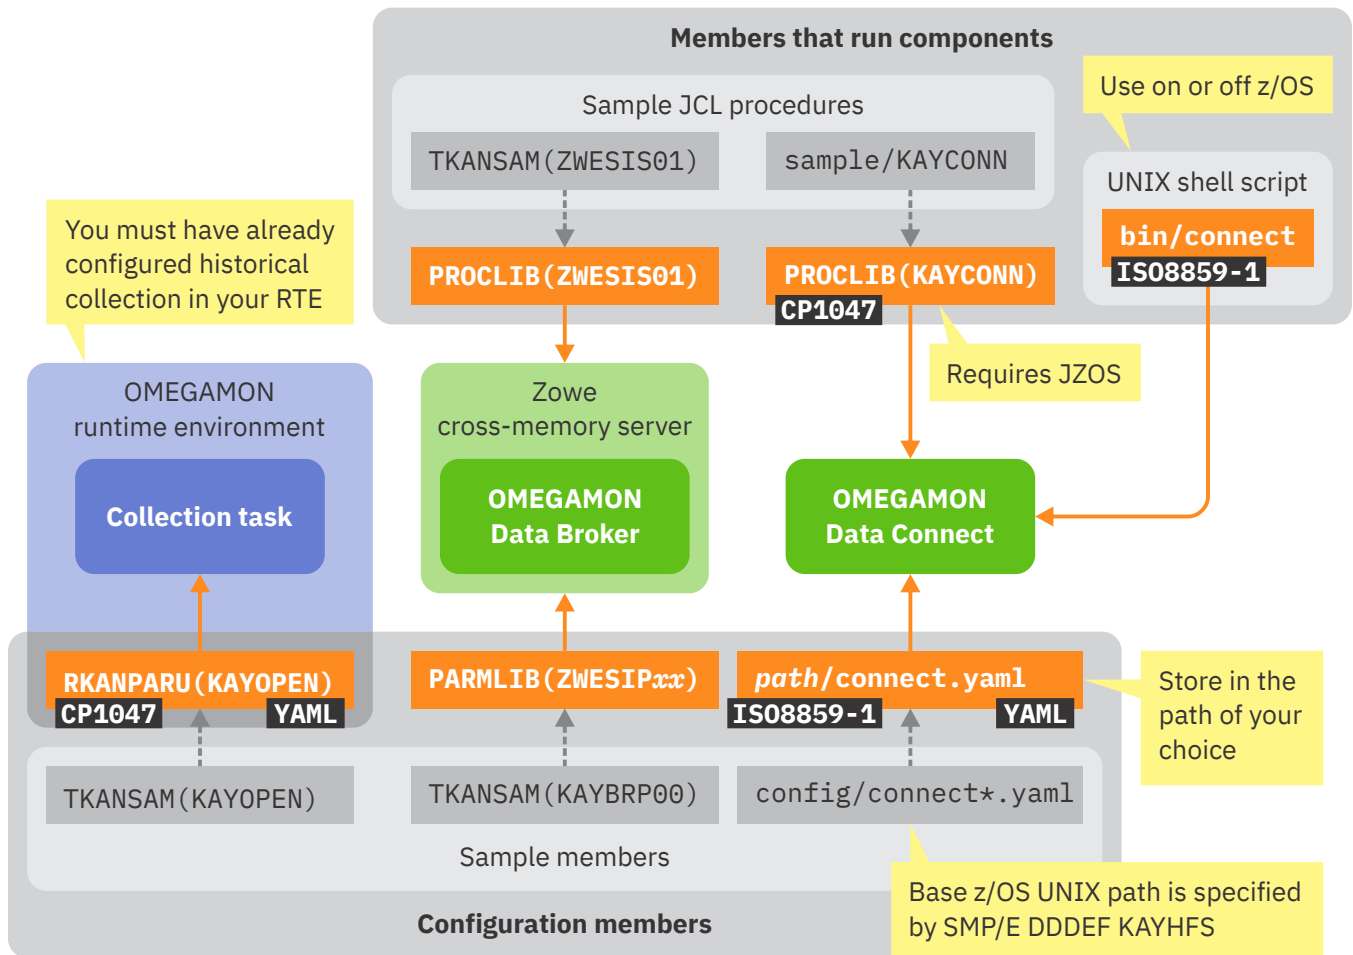 Members that run components
Use on or off z/OS
Sample JCL procedures
TKANSAM(ZWESIS01)
sample/KAYCONN
UNIX shell script
bin/connect
ISO8859-1
You must have already
configured historical
collection in your RTE
PROCLIB(ZWESIS01)
PROCLIB(KAYCONN)
CP1047
Requires JZOS
OMEGAMON
runtime environment
Collection task
Zowe
cross-memory server
OMEGAMON
Data Broker
OMEGAMON
Data Connect
RKANPARU(KAYOPEN)
CP1047
YAML
PARMLIB(ZWESIPxx)
path/connect.yaml
ISO8859-1
YAML
Store in the
path of your
choice
TKANSAM(KAYOPEN)
TKANSAM(KAYBRP00)
config/connect*.yaml
Sample members
Base z/OS UNIX path is specified
by SMP/E DDDEF KAYHFS
Configuration members